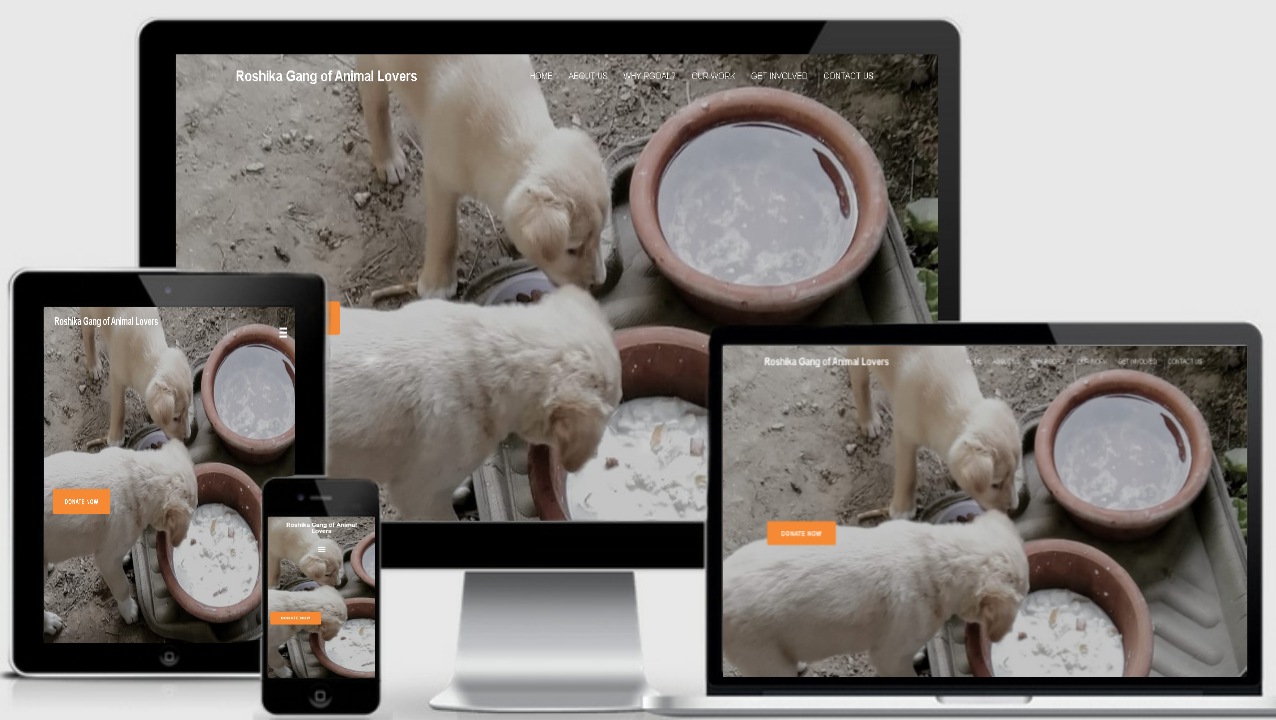 Roshika Gang of Animal Lovers
HOME ABOUT US WHY RGOAL? OUR WORK GET INVOLVED CONTACT US
Roshika Gang of Animal Lovers
DONATE NOW
Roshika Gang of Animal
Lovers
DONATE NOW
Roshika Gang of Animal Lovers
ABOUT US WHY RGOAL? OUR WORK GET INVOLVED CONTACT US
DONATE NOW